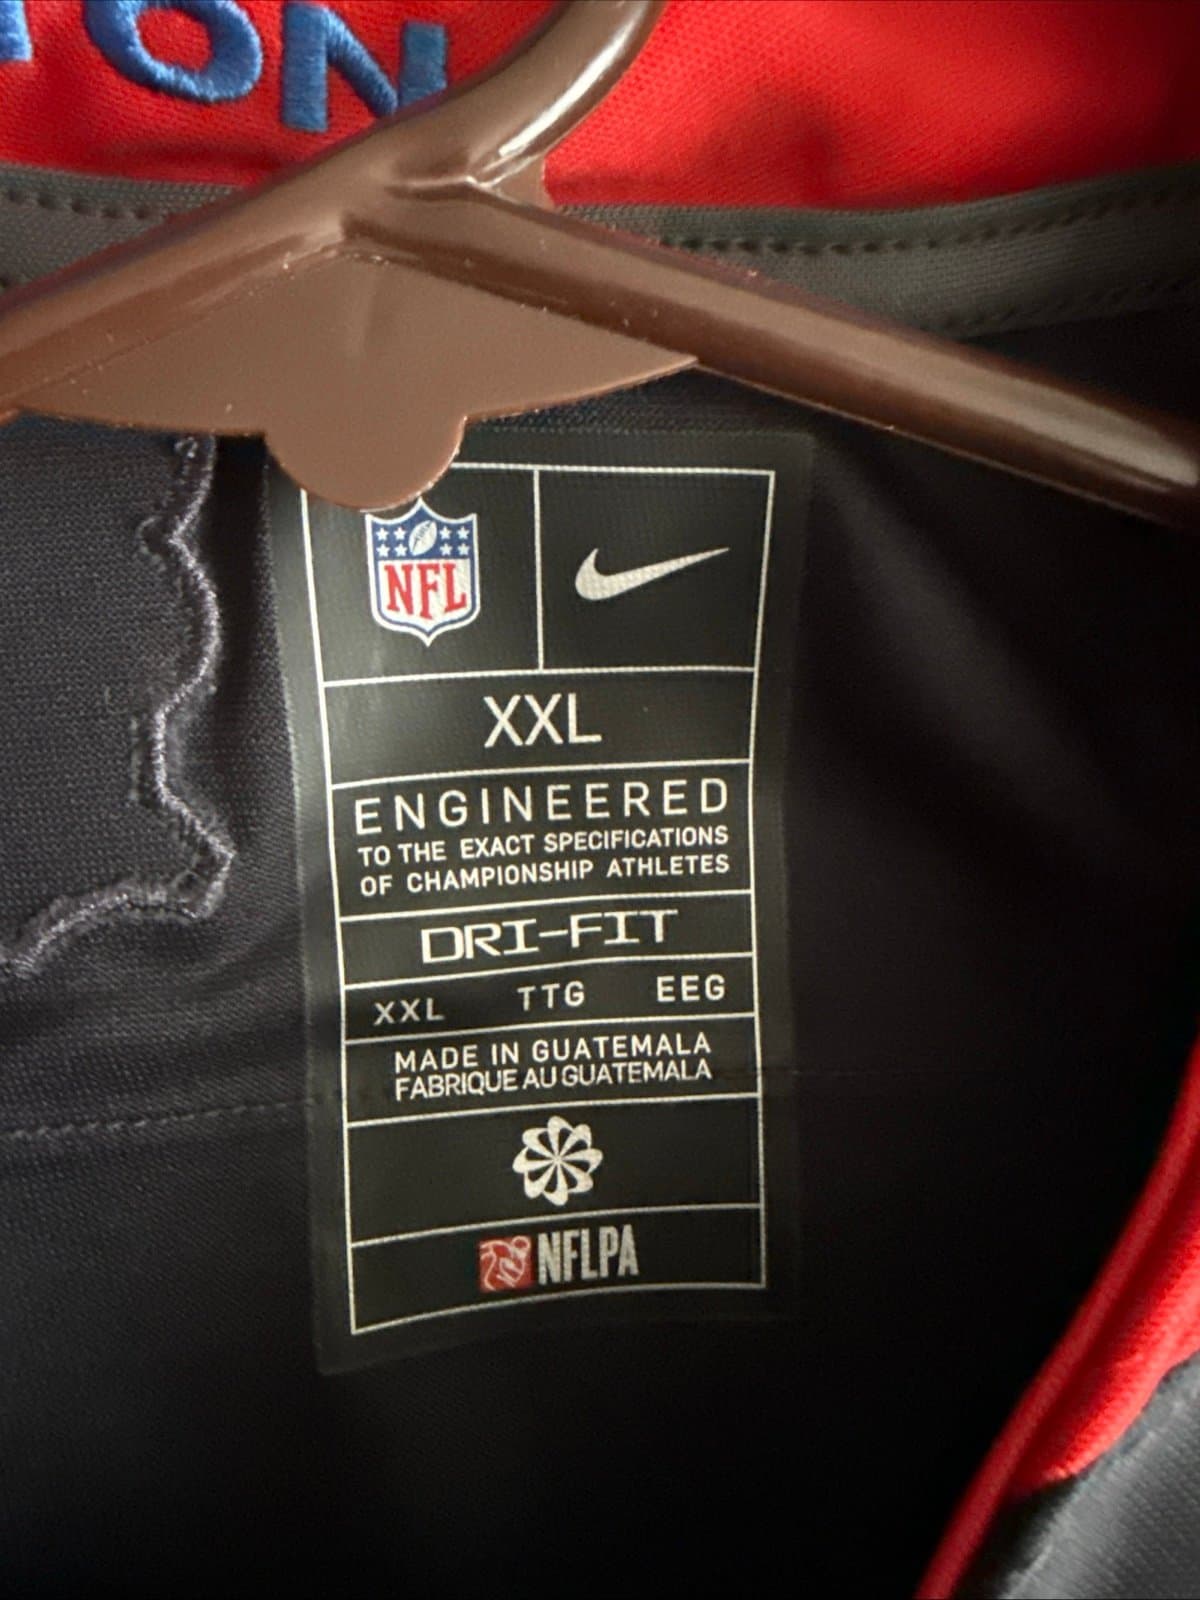 ON
NFL
XXL
ENGINEERED
TO THE EXACT SPECIFICATIONS
OF CHAMPIONSHIP ATHLETES
DRI-FIT
XXL TTG EEG
MADE IN GUATEMALA
FABRIQUE AU GUATEMALA
NFLPA